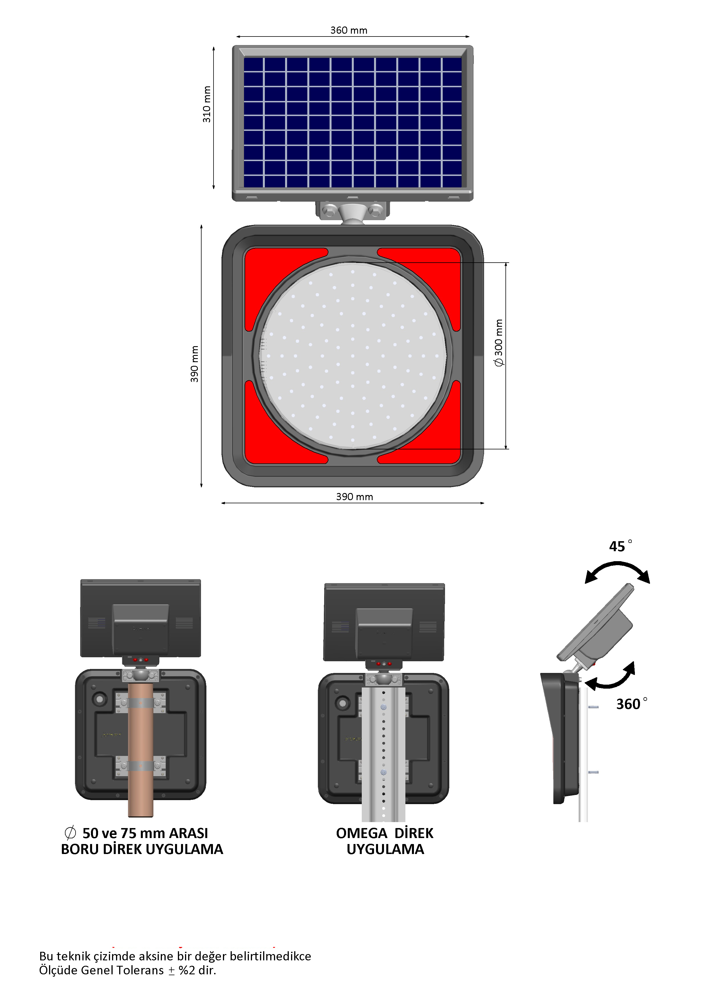 360 mm
310 mm
390 mm
Ø 300 mm
390 mm
45°
360°
Ø 50 ve 75 mm ARASI
BORU DİREK UYGULAMA
OMEGA DİREK
UYGULAMA
Bu teknik çizimde aksine bir değer belirtilmedikce
Ölçüde Genel Tolerans ± %2 dir.